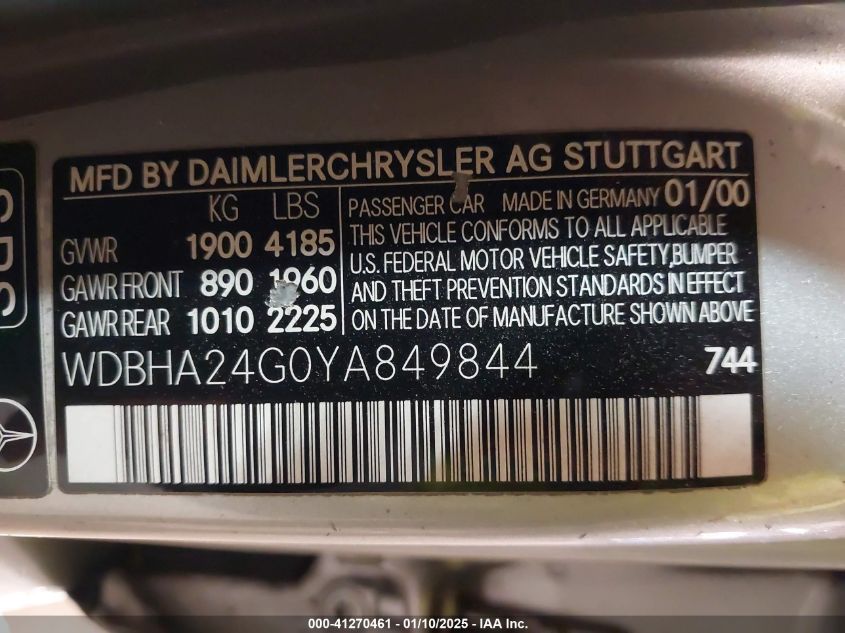 MFD BY DAIMLERCHRYSLER AG STUTTGART
KG LBS
GVWR 1900 4185
GAWR FRONT 890 1960
GAWR REAR 1010 2225
PASSENGER CAR MADE IN GERMANY 01/00
THIS VEHICLE CONFORMS TO ALL APPLICABLE
U.S. FEDERAL MOTOR VEHICLE SAFETY,BUMPER
AND THEFT PREVENTION STANDARDS IN EFFECT
ON THE DATE OF MANUFACTURE SHOWN ABOVE
WDBHA24G0YA849844 744
SRS
000-41270461 - 01/10/2025 - IAA Inc.